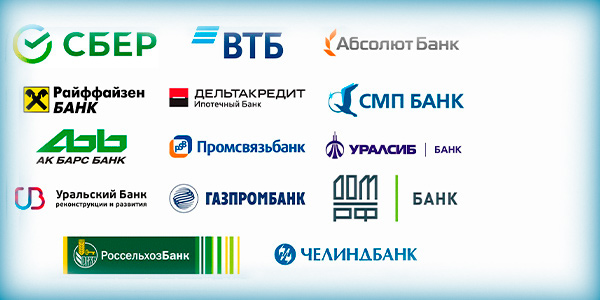 СБЕР
ВТБ
Абсолют Банк
Райффайзен
БАНК
ДЕЛЬТАКРЕДИТ
Ипотечный Банк
СМП БАНК
АК БАРС БАНК
Промсвязьбанк
УРАЛСИБ | БАНК
Уральский Банк
реконструкции и развития
ГАЗПРОМБАНК
ДОМ
РФ
БАНК
РоссельхозБанк
ЧЕЛИНДБАНК